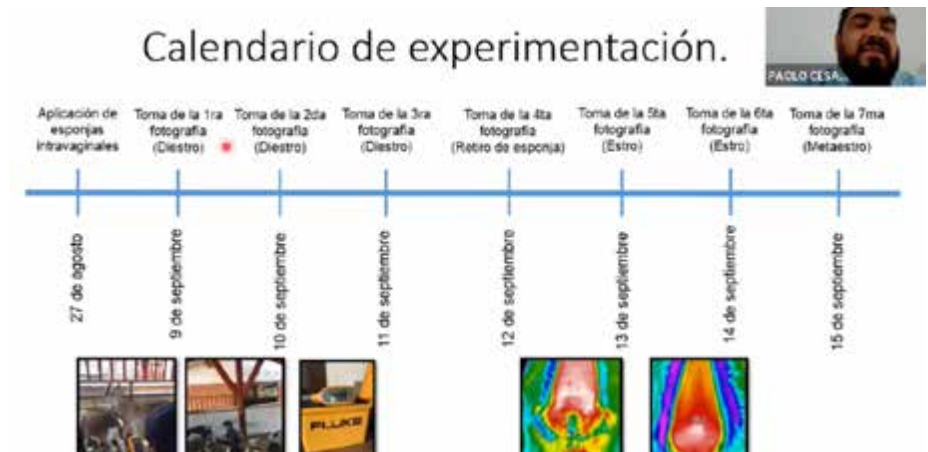 Calendario de experimentación.
PAOLO CESA...
Aplicación de
esponjas
intravaginales
Toma de la 1ra
fotografía
(Diestro)
Toma de la 2da
fotografía
(Diestro)
Toma de la 3ra
fotografía
(Diestro)
Toma de la 4ta
fotografía
(Retiro de esponja)
Toma de la 5ta
fotografía
(Estro)
Toma de la 6ta
fotografía
(Estro)
Toma de la 7ma
fotografía
(Metaestro)
27 de agosto
9 de septiembre
10 de septiembre
11 de septiembre
12 de septiembre
13 de septiembre
14 de septiembre
15 de septiembre
FLUKE